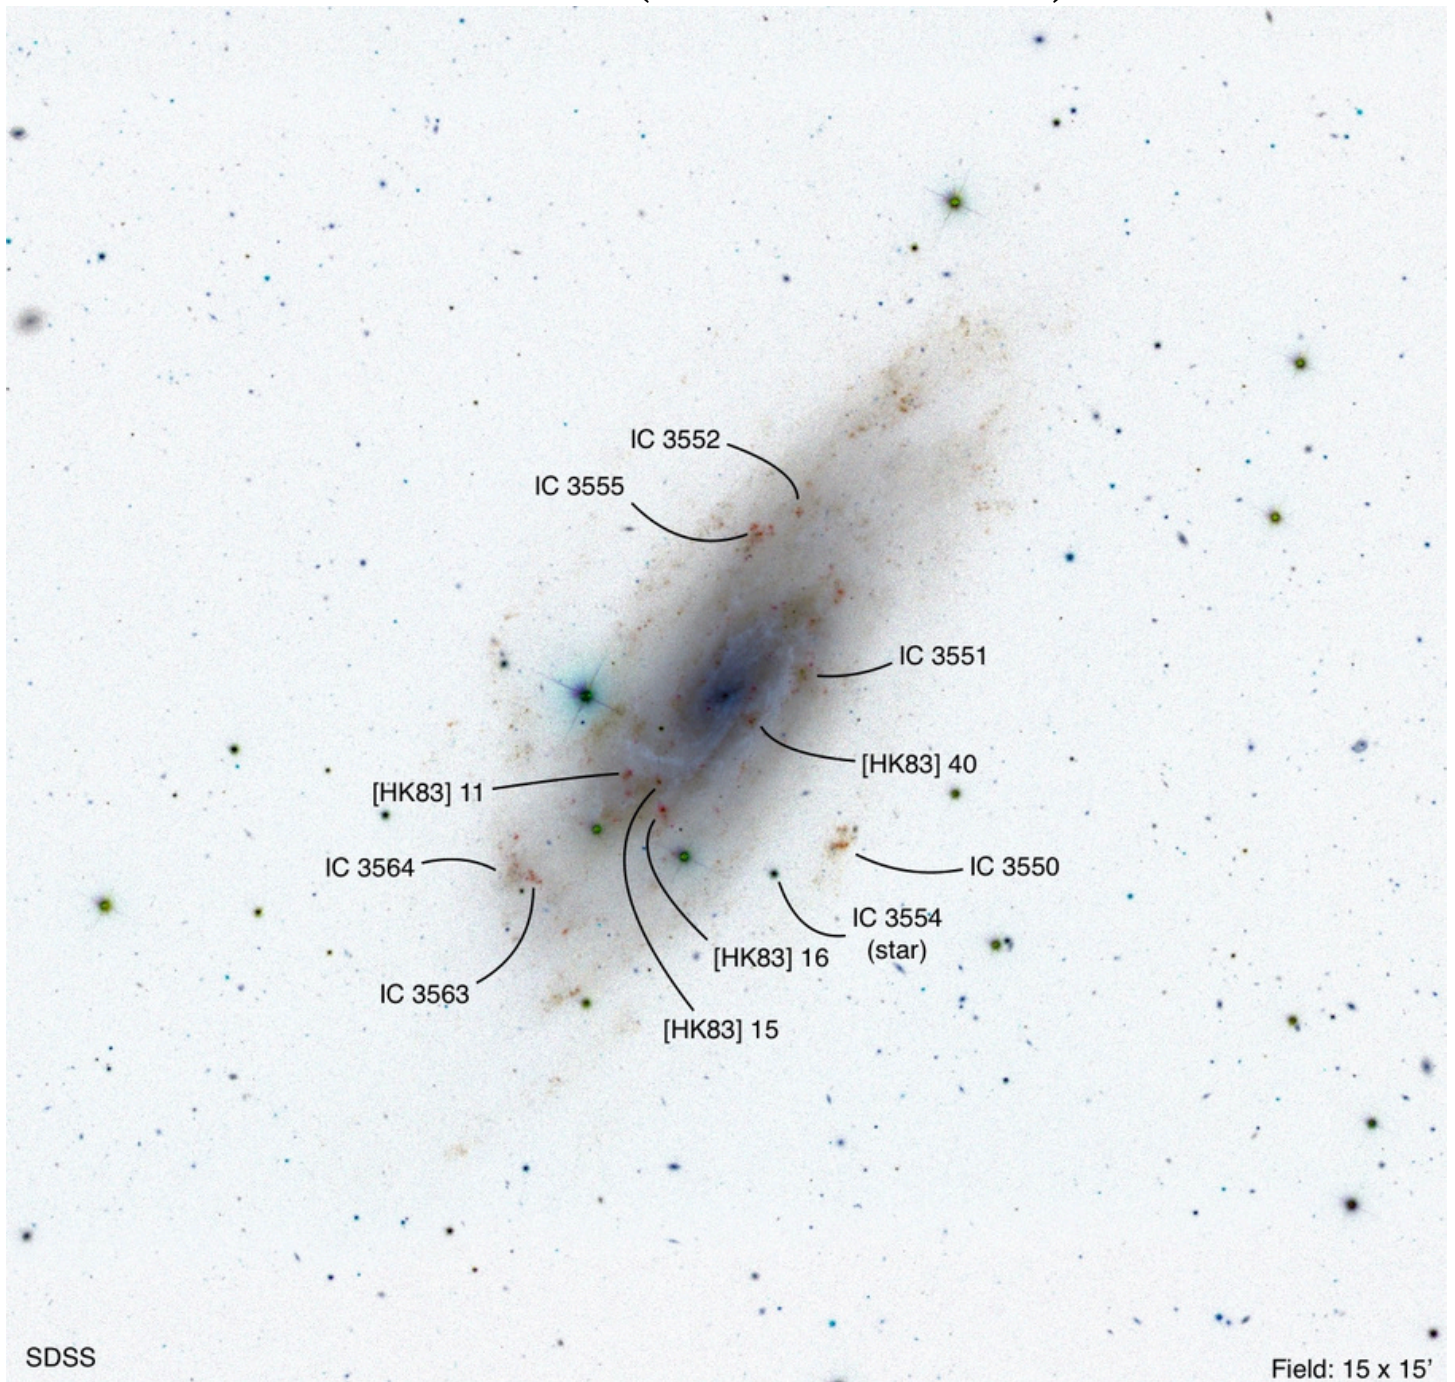 IC 3552
IC 3555
IC 3551
[HK83] 40
[HK83] 11
IC 3564
IC 3550
IC 3554
(star)
[HK83] 16
IC 3563
[HK83] 15
SDSS
Field: 15 x 15’